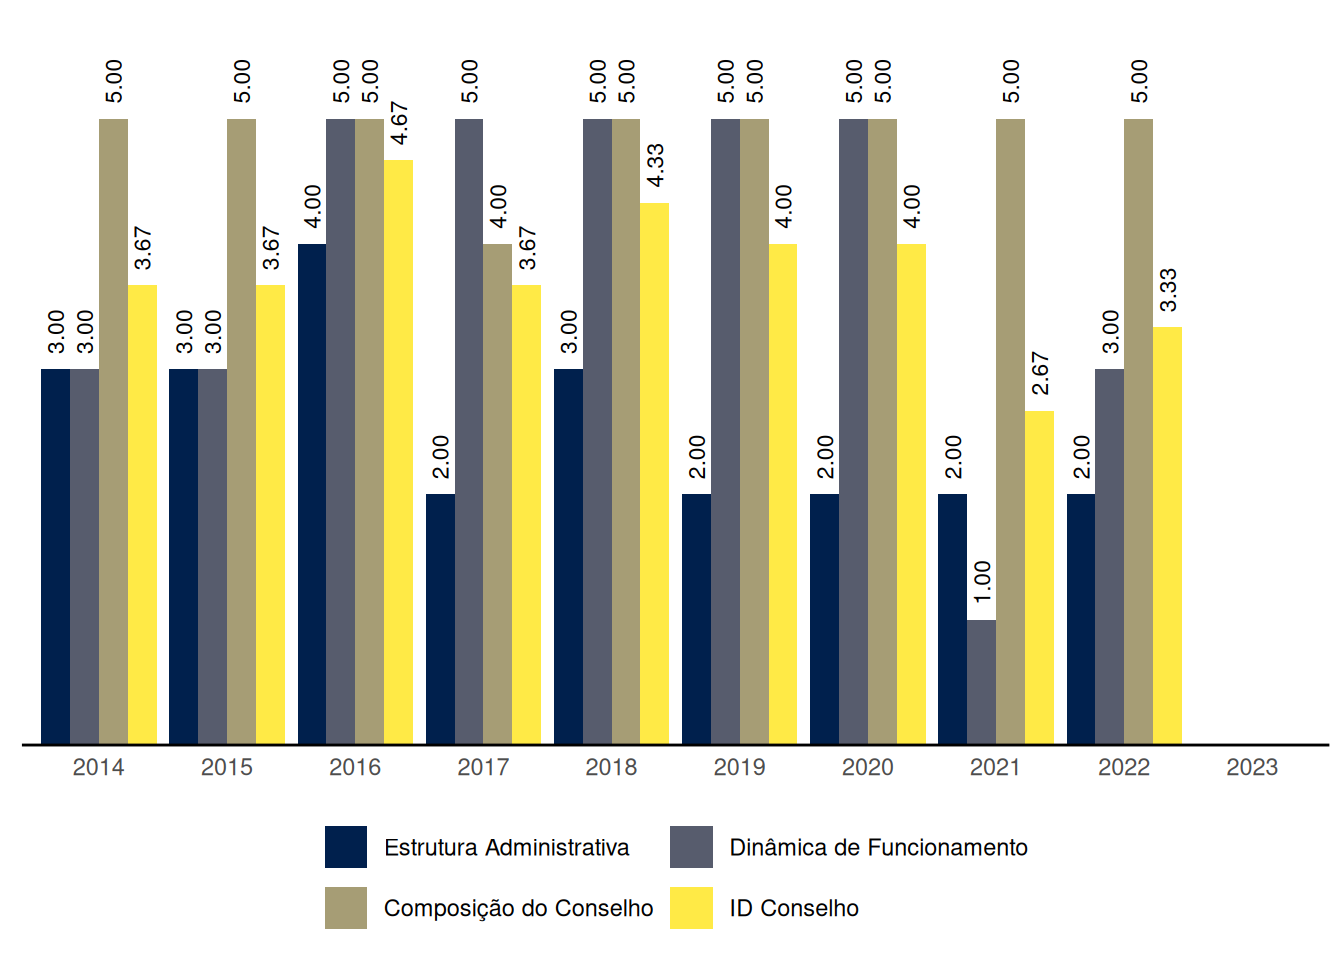 3.00 3.00 5.00 3.67
3.00 3.00 5.00 3.67
4.00 5.00 5.00 4.67
2.00 5.00 4.00 3.67
3.00 5.00 5.00 4.33
2.00 5.00 5.00 4.00
2.00 5.00 5.00 4.00
2.00 1.00 5.00 2.67
2.00 3.00 5.00 3.33
2014 2015 2016 2017 2018 2019 2020 2021 2022 2023
Estrutura Administrativa Dinâmica de Funcionamento
Composição do Conselho ID Conselho